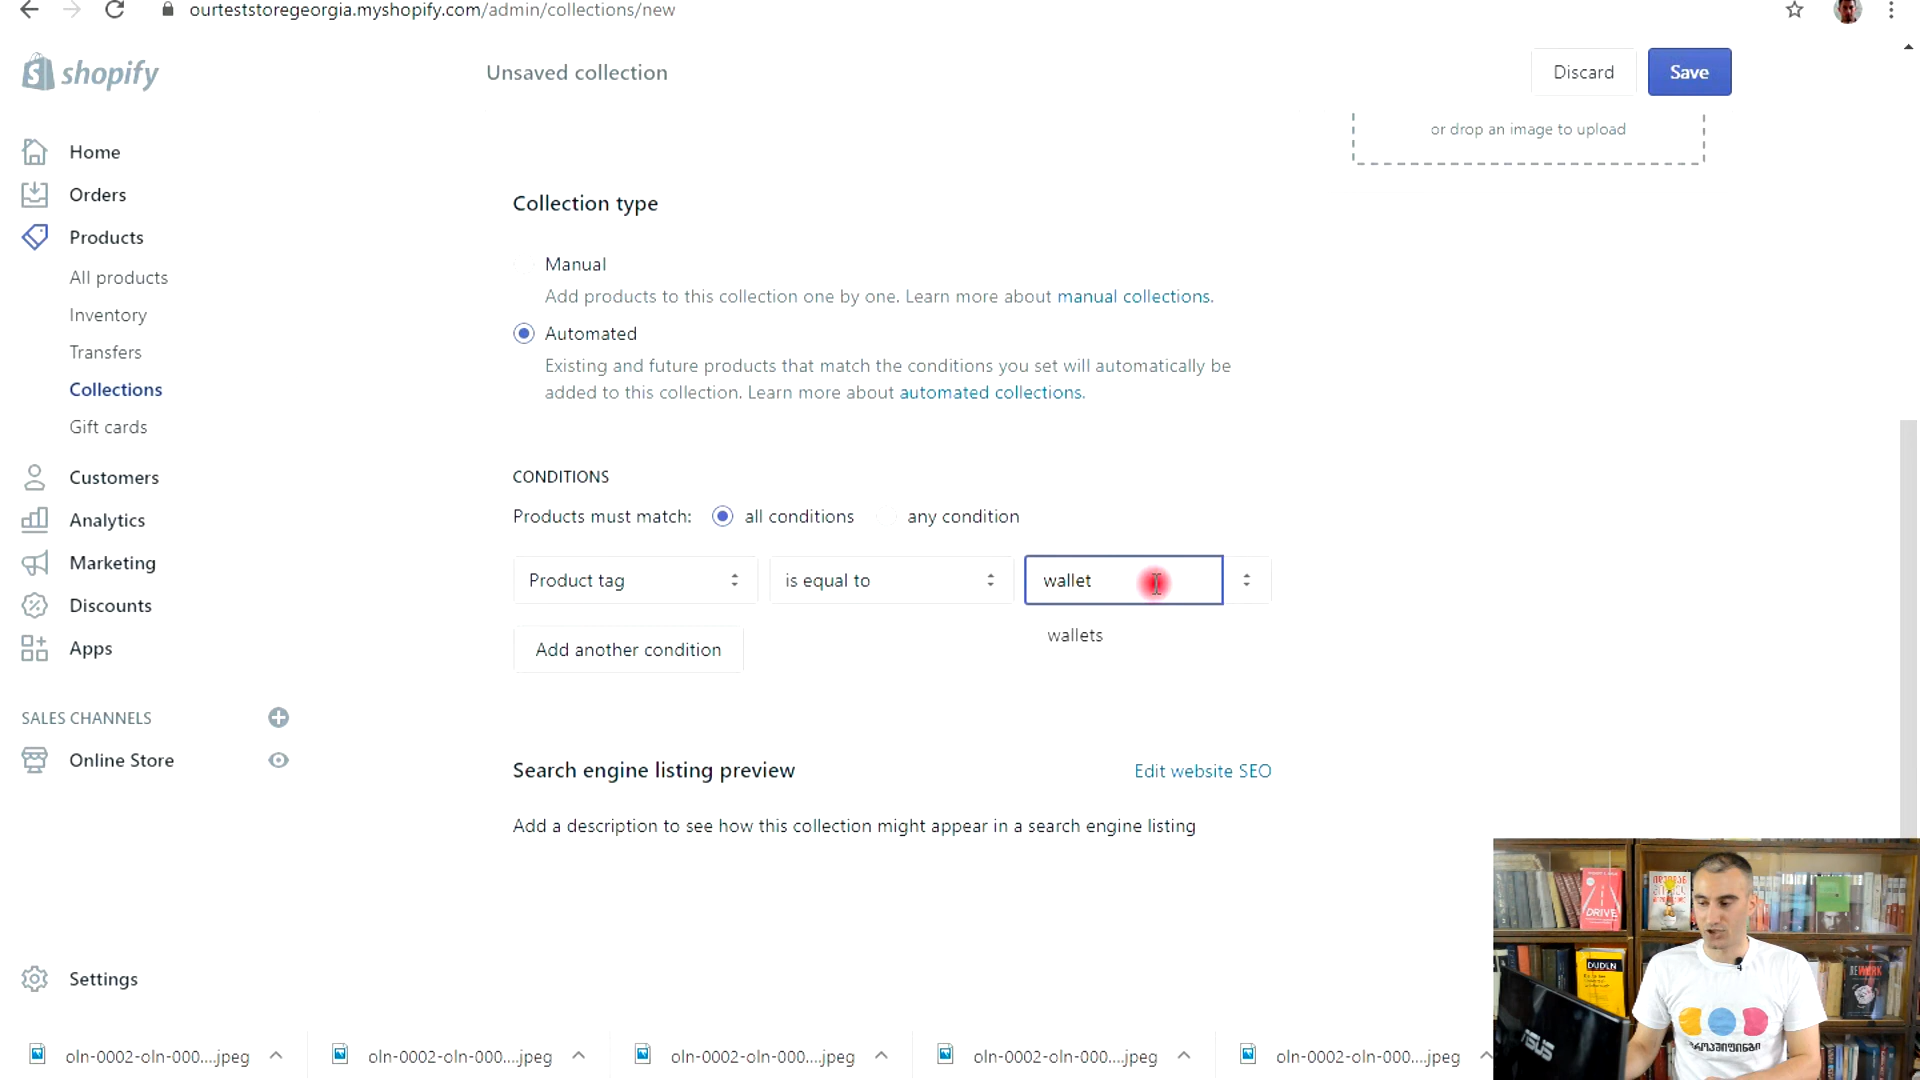 ourteststoregeorgia.myshopify.com/admin/collections/new
shopify
Unsaved collection
Discard
Save
or drop an image to upload
Home
Orders
Products
All products
Inventory
Transfers
Collections
Gift cards
Customers
Analytics
Marketing
Discounts
Apps
SALES CHANNELS
Online Store
Settings
Collection type
Manual
Add products to this collection one by one. Learn more about manual collections.
Automated
Existing and future products that match the conditions you set will automatically be
added to this collection. Learn more about automated collections.
CONDITIONS
Products must match: all conditions any condition
Product tag
is equal to
wallet
wallets
Add another condition
Search engine listing preview
Edit website SEO
Add a description to see how this collection might appear in a search engine listing
DRIVE
DUDEN
REWORK
ASUS
oln-0002-oln-000....jpeg
oln-0002-oln-000....jpeg
oln-0002-oln-000....jpeg
oln-0002-oln-000....jpeg
oln-0002-oln-000....jpeg